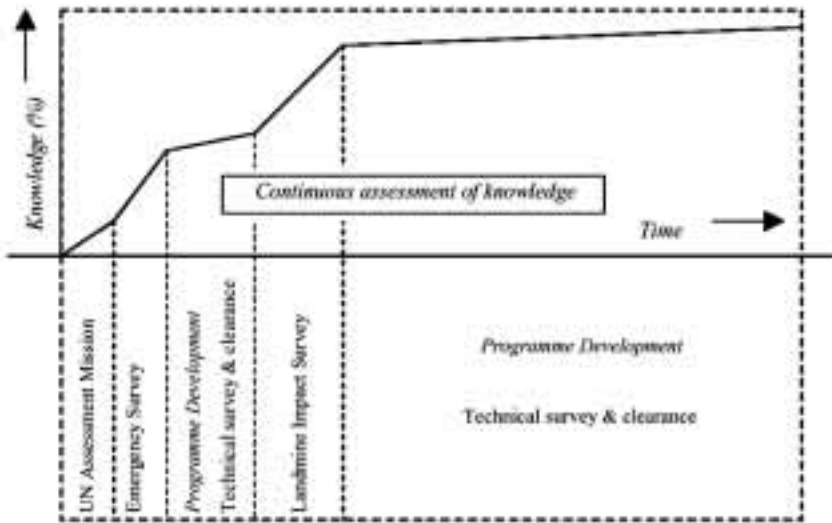 Knowledge (%)
Continuous assessment of knowledge
Time
UN Assessment Mission
Emergency Survey
Programme Development
Technical survey & clearance
Landmine Impact Survey
Programme Development
Technical survey & clearance